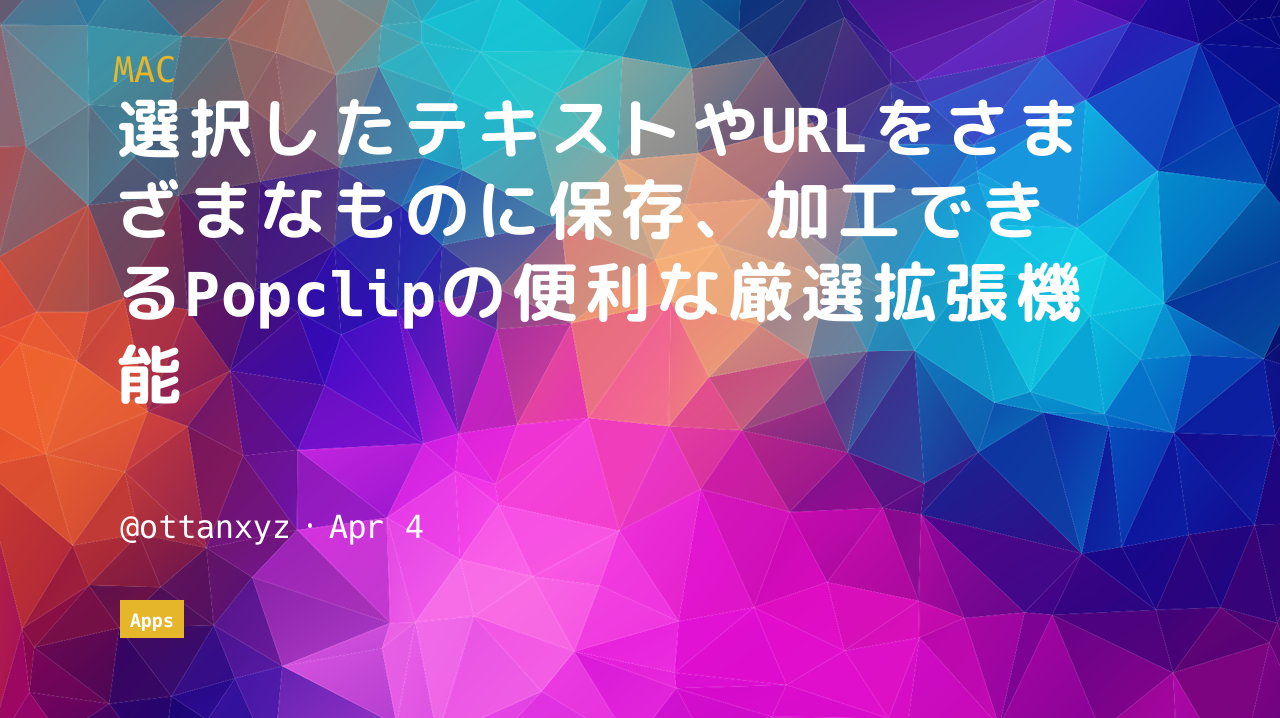 MAC
選択したテキストやURLをさま
ざまなものに保存、加工でき
るPopclipの便利な厳選拡張機
能
@ottanxyz · Apr 4
Apps